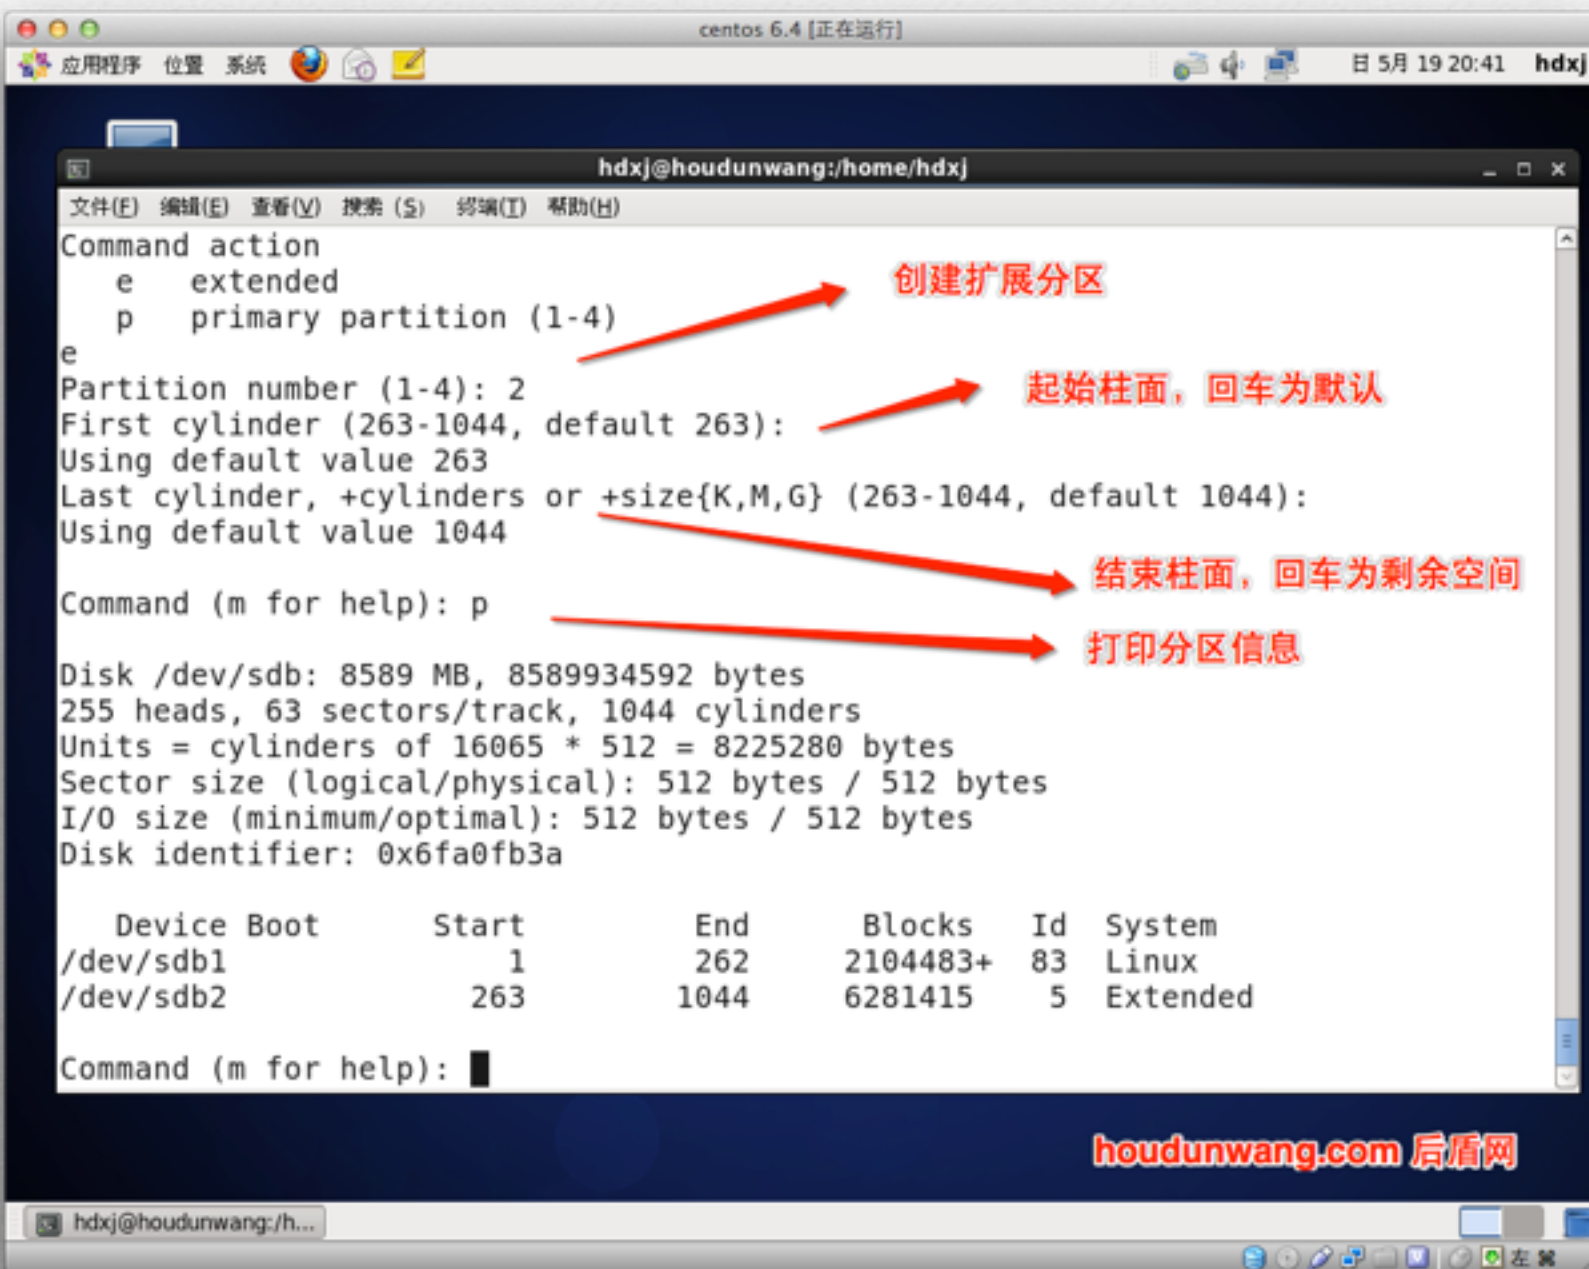 centos 6.4 [正在运行]
应用程序 位置 系统 日 5月 19 20:41 hdxj
hdxj@houdunwang:/home/hdxj
文件(F) 编辑(E) 查看(V) 搜索 (S) 终端(T) 帮助(H)
Command action
e extended
创建扩展分区
p primary partition (1-4)
e
Partition number (1-4): 2
起始柱面，回车为默认
First cylinder (263-1044, default 263):
Using default value 263
Last cylinder, +cylinders or +size{K,M,G} (263-1044, default 1044):
Using default value 1044
结束柱面，回车为剩余空间
Command (m for help): p
打印分区信息
Disk /dev/sdb: 8589 MB, 8589934592 bytes
255 heads, 63 sectors/track, 1044 cylinders
Units = cylinders of 16065 * 512 = 8225280 bytes
Sector size (logical/physical): 512 bytes / 512 bytes
I/O size (minimum/optimal): 512 bytes / 512 bytes
Disk identifier: 0x6fa0fb3a
Device Boot Start End Blocks Id System
/dev/sdb1 1 262 2104483+ 83 Linux
/dev/sdb2 263 1044 6281415 5 Extended
Command (m for help):
houdunwang.com 后盾网
hdxj@houdunwang:/h...
左 ⌘